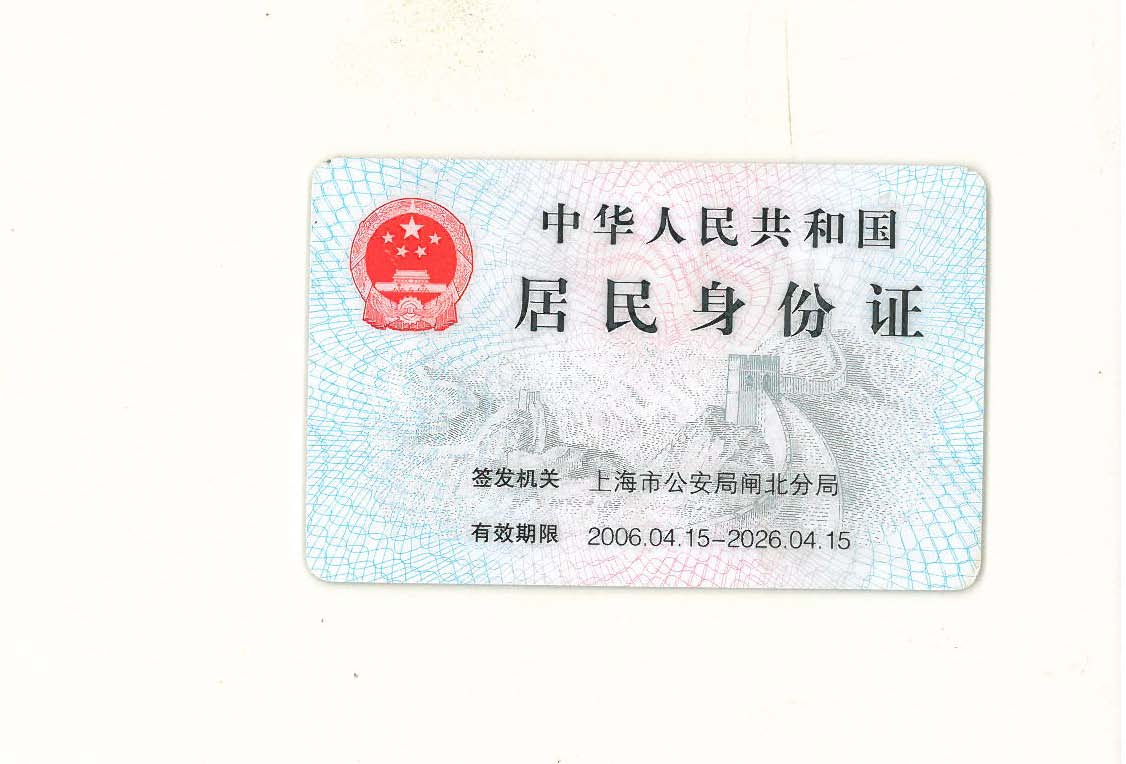 中华人民共和国
居民身份证
签发机关 上海市公安局闸北分局
有效期限 2006.04.15-2026.04.15